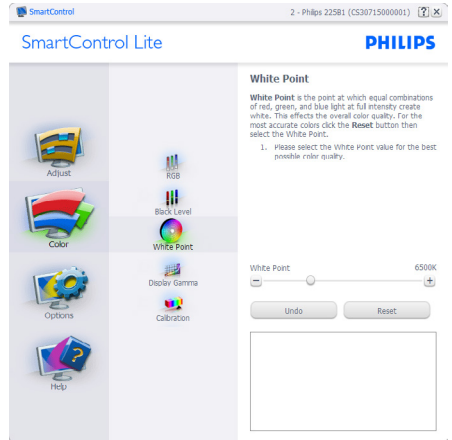 SmartControl
2 - Philips 225B1 (CS30715000001)
?
SmartControl Lite
PHILIPS
Adjust
Color
Options
Help
RGB
Black Level
White Point
Display Gamma
Calibration
White Point
White Point is the point at which equal combinations
of red, green, and blue light at full intensity create
white. This effects the overall color quality. For the
most accurate colors click the Reset button then
select the White Point.
1. Please select the White Point value for the best
possible color quality.
White Point 6500K
Undo Reset